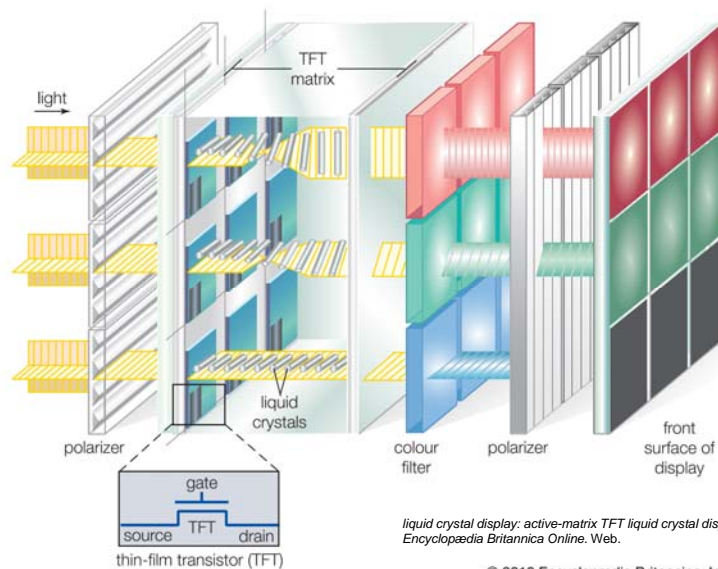 TFT
matrix
light
liquid
crystals
polarizer
colour
filter
polarizer
front
surface of
display
gate
TFT
source
drain
thin-film transistor (TFT)
liquid crystal display: active-matrix TFT liquid crystal
Encyclopædia Britannica Online. Web.